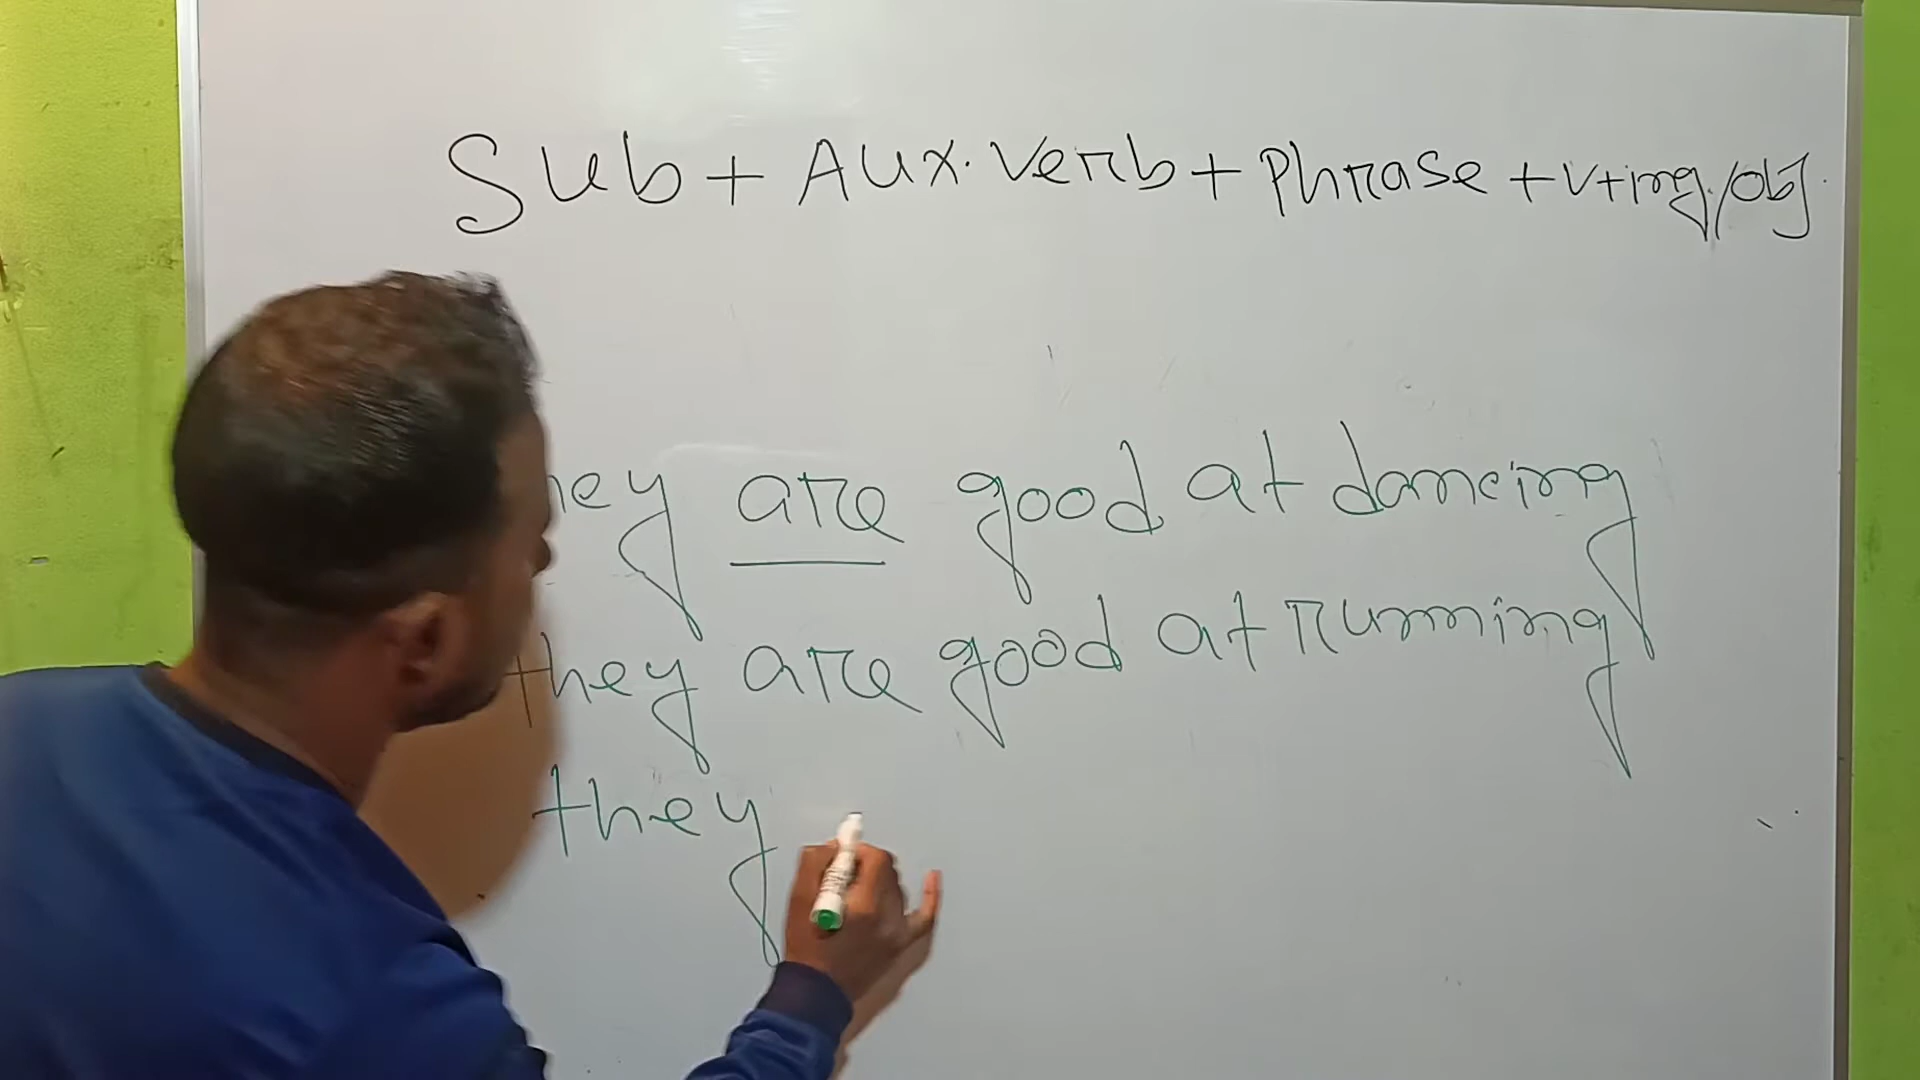 Sub + Aux. Verb + Phrase + V+ing./obj.
hey are good at dancing
they are good at running
they